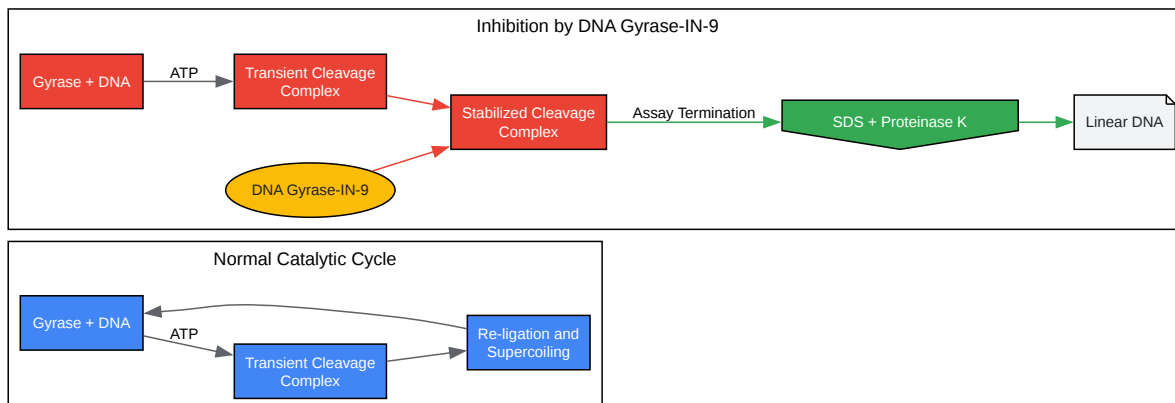 Inhibition by DNA Gyrase-IN-9
Gyrase + DNA
ATP
Transient Cleavage
Complex
Stabilized Cleavage
Complex
Assay Termination
SDS + Proteinase K
Linear DNA
DNA Gyrase-IN-9
Normal Catalytic Cycle
Gyrase + DNA
ATP
Transient Cleavage
Complex
Re-ligation and
Supercoiling